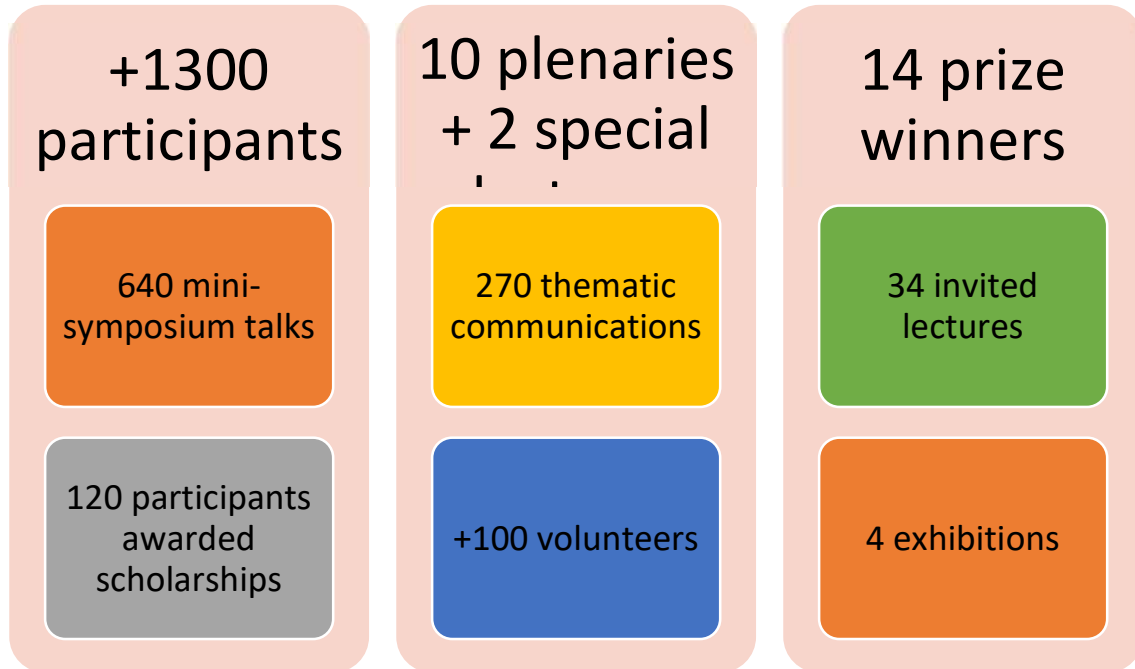 +1300
participants
640 mini-
symposium talks
120 participants
awarded
scholarships
10 plenaries
+ 2 special
270 thematic
communications
+100 volunteers
14 prize
winners
34 invited
lectures
4 exhibitions